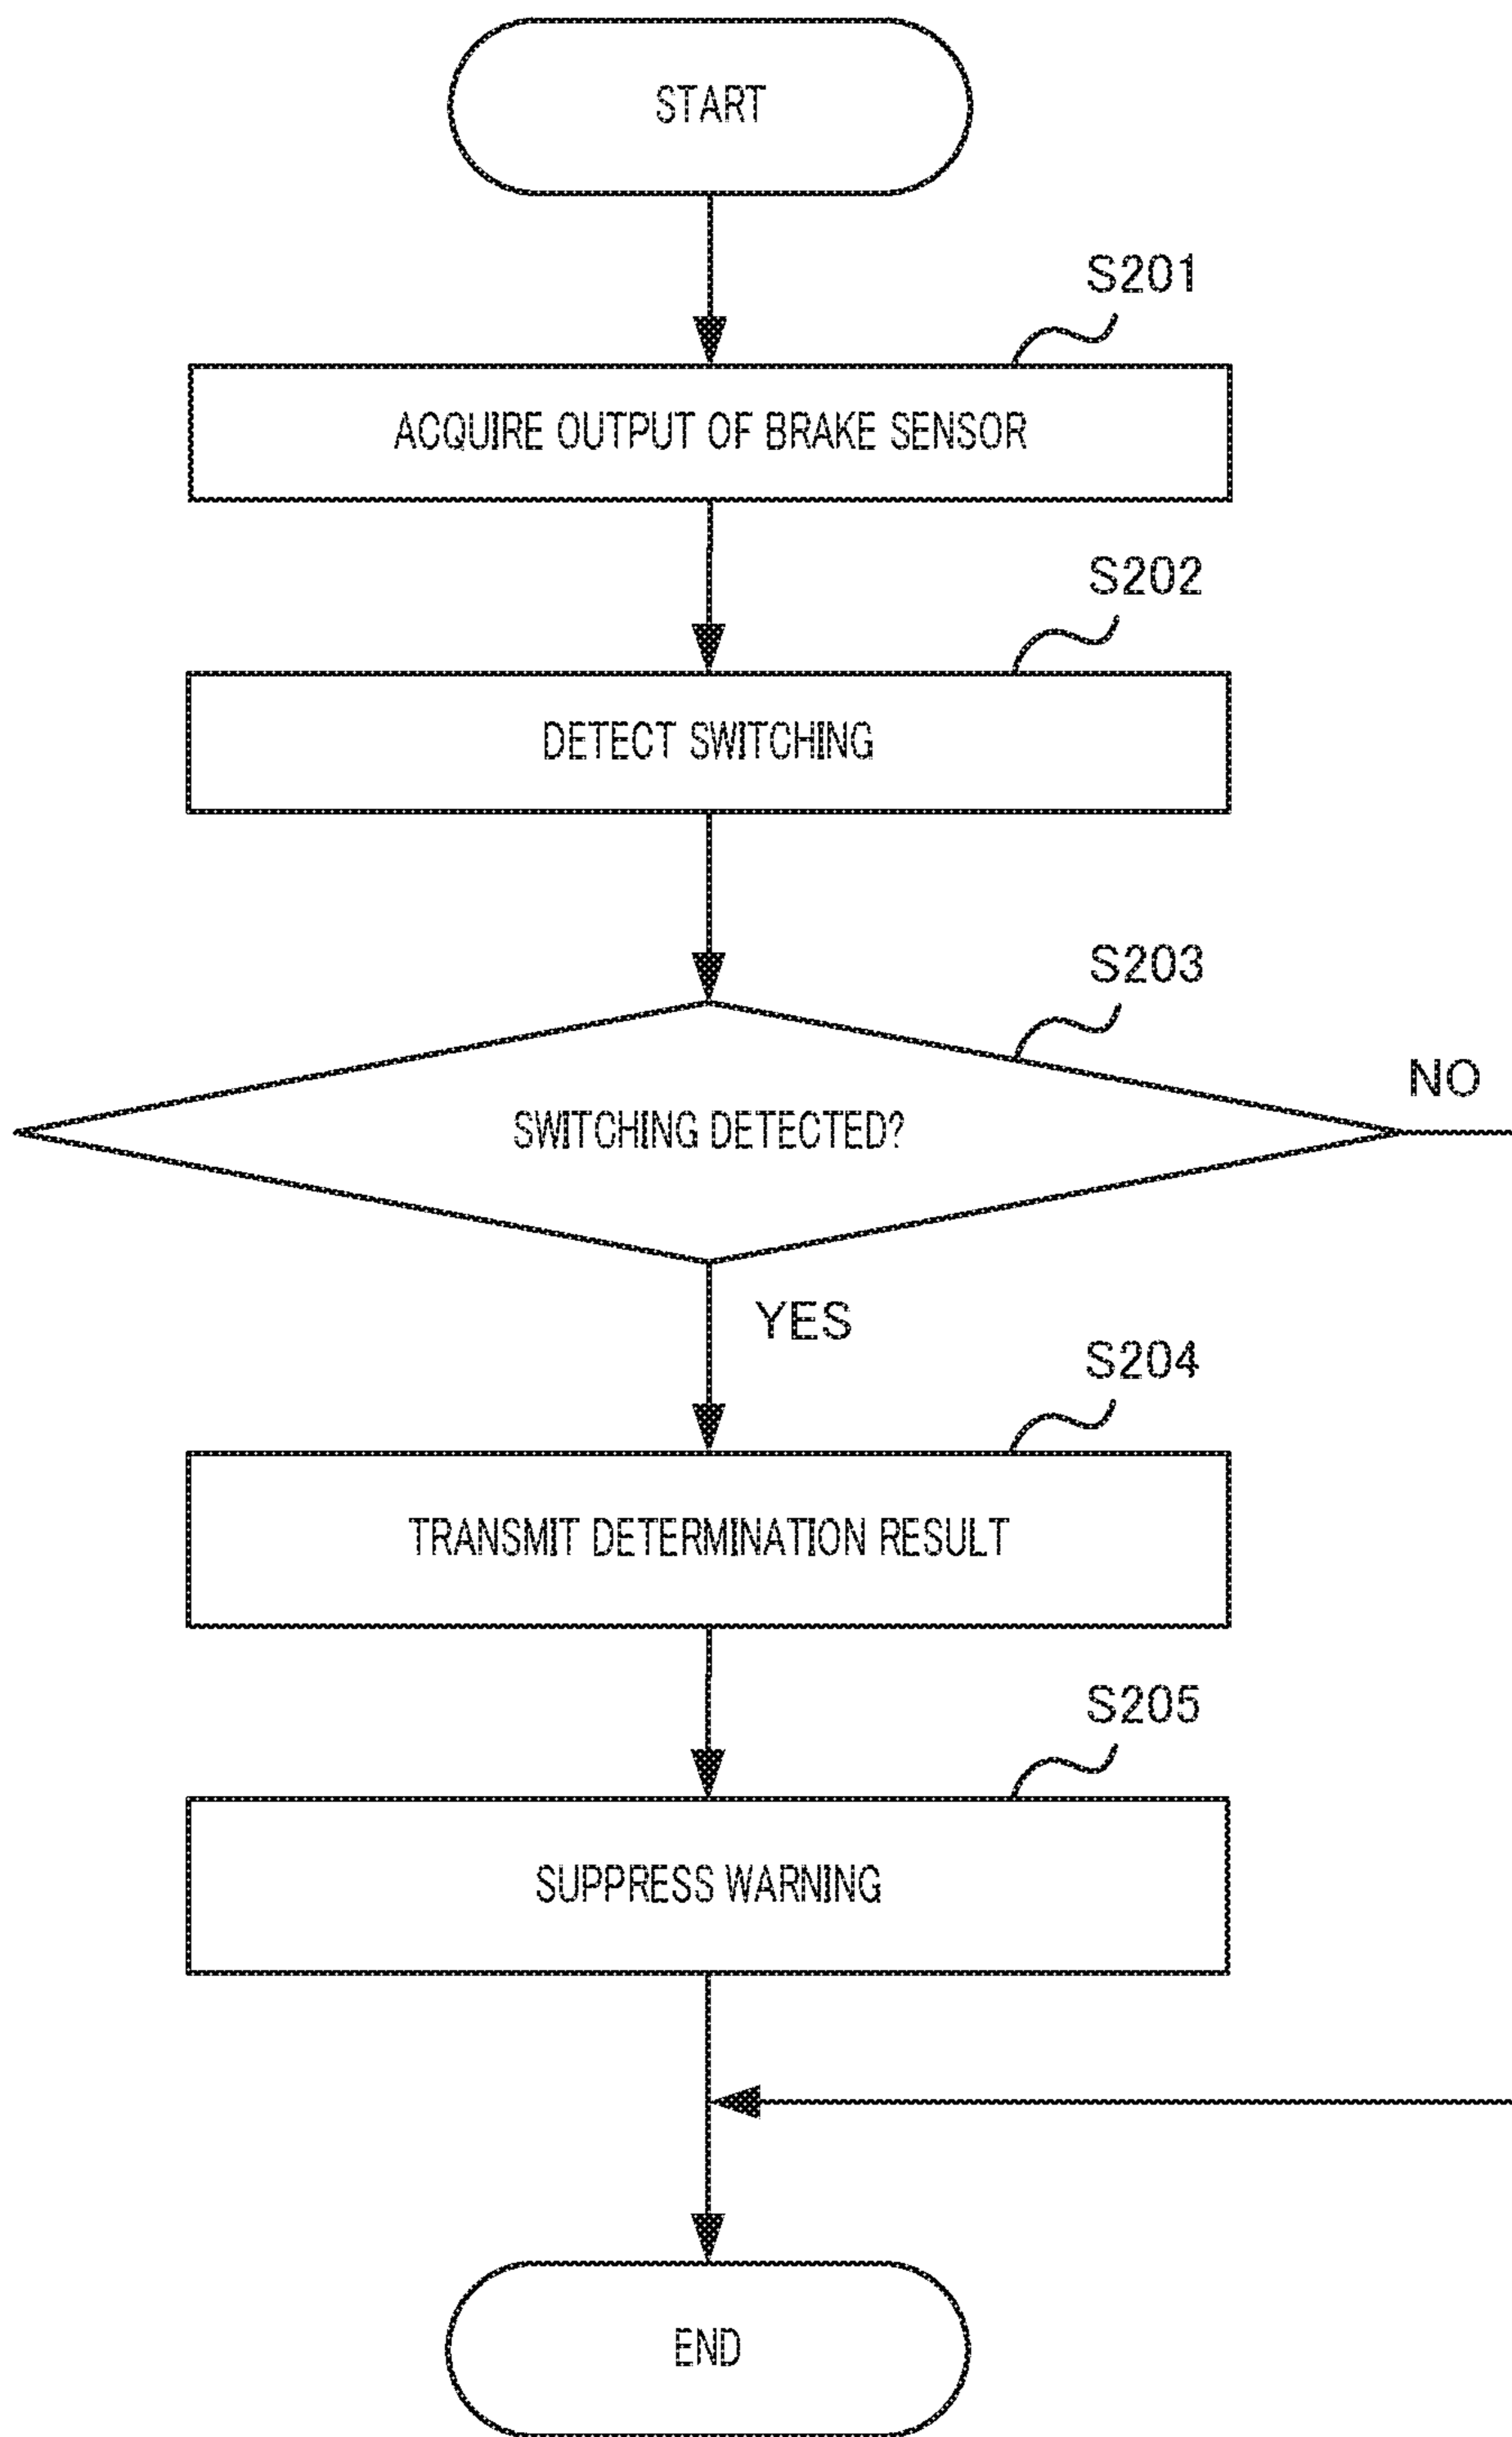 START
S201
ACQUIRE OUTPUT OF BRAKE SENSOR
S202
DETECT SWITCHING
S203
SWITCHING DETECTED?
NO
YES
S204
TRANSMIT DETERMINATION RESULT
S205
SUPPRESS WARNING
END